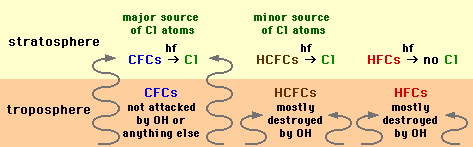 major source
of Cl atoms
minor source
of Cl atoms
stratosphere
hf
CFCs → Cl
hf
HCFCs → Cl
hf
HFCs → no Cl
troposphere
CFCs
not attacked
by OH or
anything else
HCFCs
mostly
destroyed
by OH
HFCs
mostly
destroyed
by OH